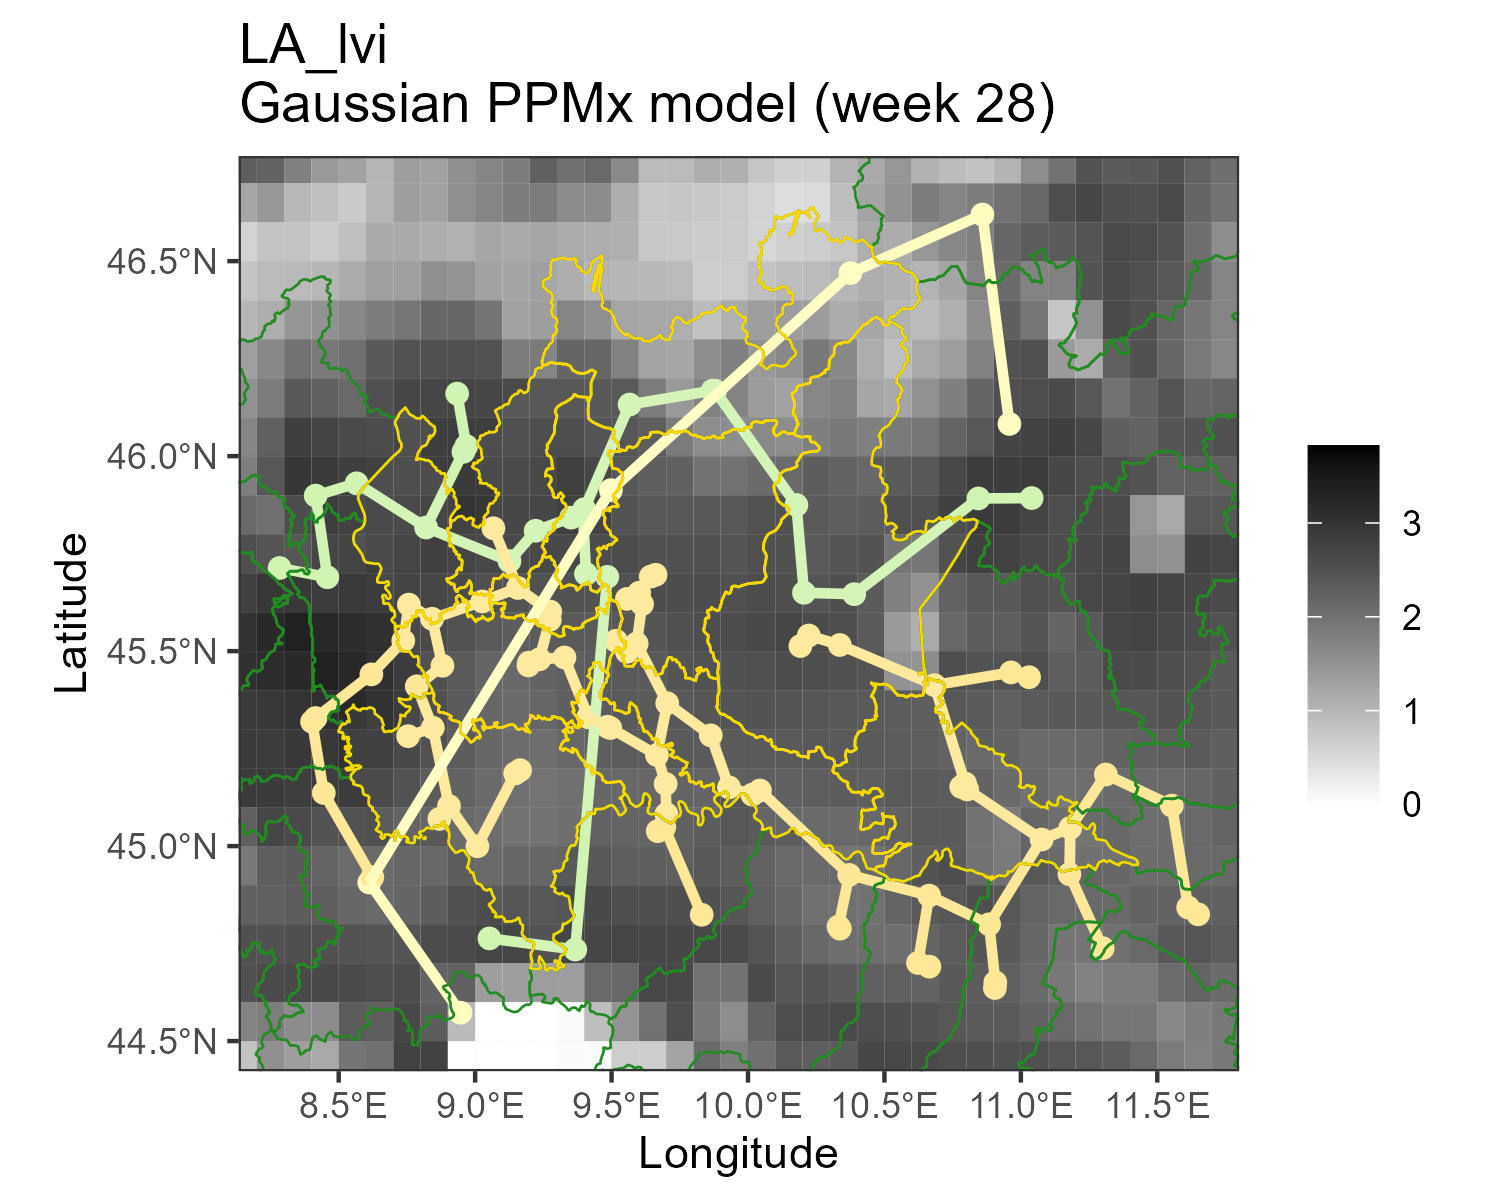 LA_lvi
Gaussian PPMx model (week 28)
46.5°N
46.0°N
45.5°N
45.0°N
44.5°N
8.5°E 9.0°E 9.5°E 10.0°E 10.5°E 11.0°E 11.5°E
Longitude
Latitude
3
2
1
0